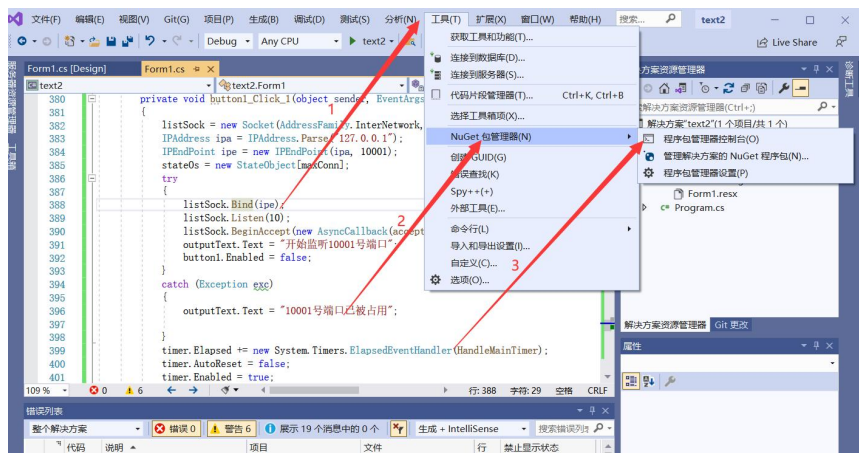 文件(F) 编辑(E) 视图(V) Git(G) 项目(P) 生成(B) 调试(D) 测试(S) 分析(N) 工具(T) 扩展(X) 窗口(W) 帮助(H) 搜索... text2
Debug Any CPU text2 Live Share
获取工具和功能(T)...
连接到数据库(D)...
连接到服务器(S)...
代码片段管理器(T)... Ctrl+K, Ctrl+B
选择工具箱项(X)...
NuGet 包管理器(N)
创建 GUID(G)
错误查找(K)
Spy++(+)
外部工具(E)...
命令行(L)
导入和导出设置(I)...
自定义(C)...
选项(O)...
程序包管理器控制台(O)
管理解决方案的 NuGet 程序包(N)...
程序包管理器设置(P)
Form1.cs [Design] Form1.cs
text2 text2.Form1
380 private void button1_Click_1(object sender, EventArgs
381 {
382 listSock = new Socket(AddressFamily.InterNetwork,
383 IPAddress ipa = IPAddress.Parse("127.0.0.1");
384 IPEndPoint ipe = new IPEndPoint(ipa, 10001);
385 stateOs = new StateObject[maxConn];
386 try
387 {
388 listSock.Bind(ipe);
389 listSock.Listen(10);
390 listSock.BeginAccept(new AsyncCallback(accept
391 outputText.Text = "开始监听10001号端口";
392 button1.Enabled = false;
393 }
394 catch (Exception exc)
395 {
396 outputText.Text = "10001号端口已被占用";
397
398 }
399 timer.Elapsed += new System.Timers.ElapsedEventHandler(HandleMainTimer);
400 timer.AutoReset = false;
401 timer.Enabled = true;
1
2
3
109 % 0 6 行: 388 字符: 29 空格 CRLF
方案资源管理器
解决方案资源管理器(Ctrl+;)
解决方案"text2"(1 个项目/共 1 个)
Form1.resx
C# Program.cs
解决方案资源管理器 Git 更改
属性
错误列表
整个解决方案 错误 0 警告 6 展示 19 个消息中的 0 个 生成 + IntelliSense 搜索错误列表
代码 说明 项目 文件 行 禁止显示状态
工具箱
诊断工具